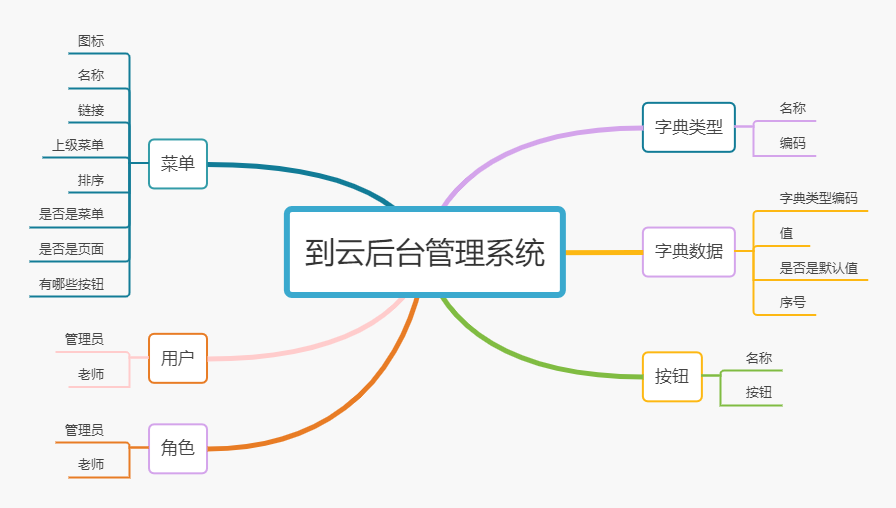 到云后台管理系统
菜单
图标
名称
链接
上级菜单
排序
是否是菜单
是否是页面
有哪些按钮
用户
管理员
老师
角色
管理员
老师
字典类型
名称
编码
字典数据
字典类型编码
值
是否是默认值
序号
按钮
名称
按钮